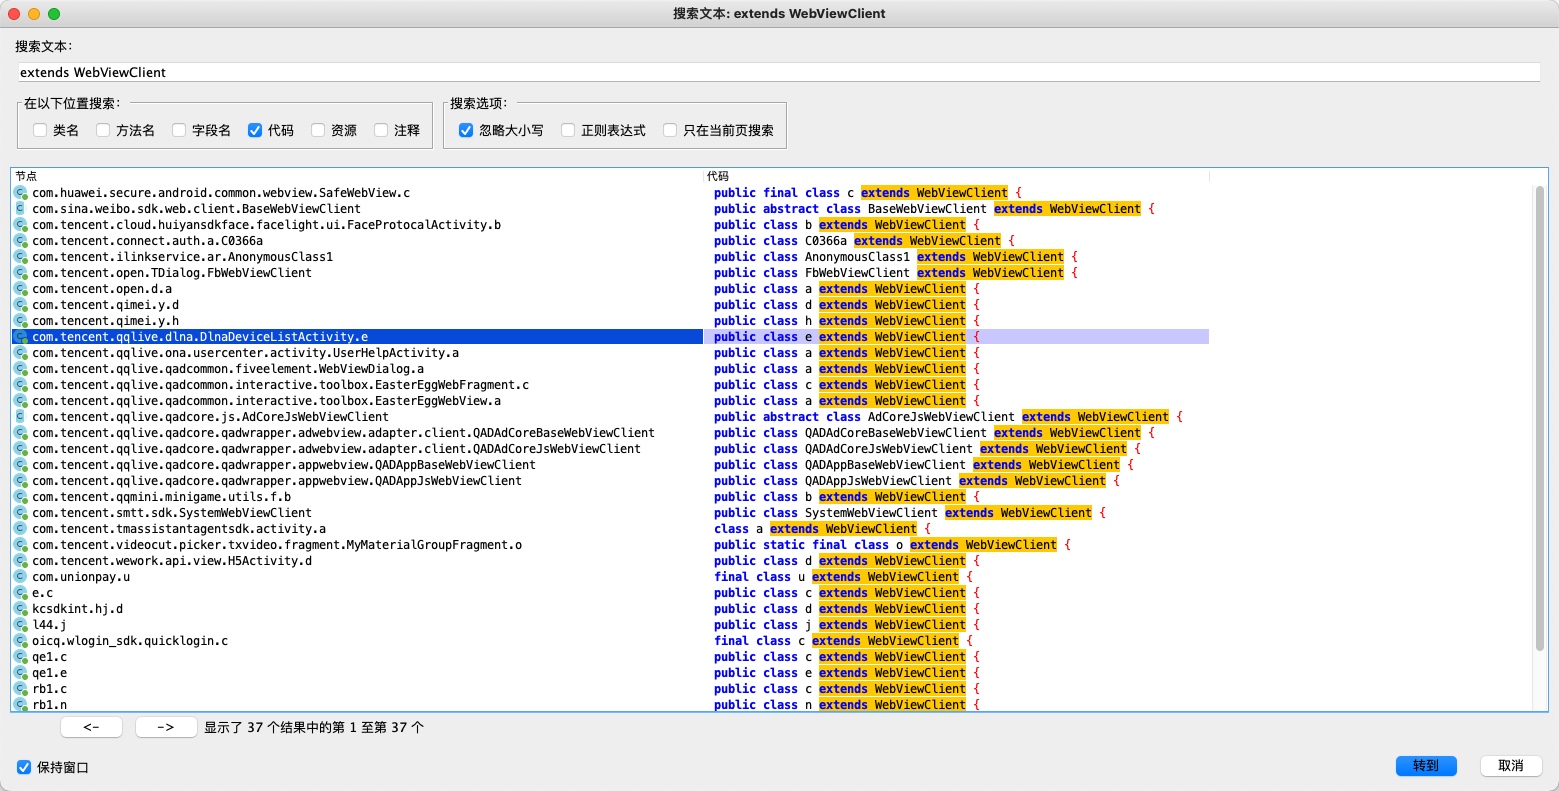 搜索文本: extends WebViewClient
搜索文本:
extends WebViewClient
在以下位置搜索: 搜索选项:
类名 方法名 字段名 代码 资源 注释 忽略大小写 正则表达式 只在当前页搜索
节点 代码
com.huawei.secure.android.common.webview.SafeWebView.c public final class c extends WebViewClient {
com.sina.weibo.sdk.web.client.BaseWebViewClient public abstract class BaseWebViewClient extends WebViewClient {
com.tencent.cloud.huiyansdkface.facelight.ui.FaceProtocalActivity.b public class b extends WebViewClient {
com.tencent.connect.auth.a.C0366a public class C0366a extends WebViewClient {
com.tencent.ilinkservice.ar.AnonymousClass1 public class AnonymousClass1 extends WebViewClient {
com.tencent.open.TDialog.FbWebViewClient public class FbWebViewClient extends WebViewClient {
com.tencent.open.d.a public class a extends WebViewClient {
com.tencent.qimei.y.d public class d extends WebViewClient {
com.tencent.qimei.y.h public class h extends WebViewClient {
com.tencent.qqlive.dlna.DlnaDeviceListActivity.e public class e extends WebViewClient {
com.tencent.qqlive.ona.usercenter.activity.UserHelpActivity.a public class a extends WebViewClient {
com.tencent.qqlive.qadcommon.fiveelement.WebViewDialog.a public class a extends WebViewClient {
com.tencent.qqlive.qadcommon.interactive.toolbox.EasterEggWebFragment.c public class c extends WebViewClient {
com.tencent.qqlive.qadcommon.interactive.toolbox.EasterEggWebView.a public class a extends WebViewClient {
com.tencent.qqlive.qadcore.js.AdCoreJsWebViewClient public abstract class AdCoreJsWebViewClient extends WebViewClient {
com.tencent.qqlive.qadcore.qadwrapper.adwebview.adapter.client.QADAdCoreBaseWebViewClient public class QADAdCoreBaseWebViewClient extends WebViewClient {
com.tencent.qqlive.qadcore.qadwrapper.adwebview.adapter.client.QADAdCoreJsWebViewClient public class QADAdCoreJsWebViewClient extends WebViewClient {
com.tencent.qqlive.qadcore.qadwrapper.appwebview.QADAppBaseWebViewClient public class QADAppBaseWebViewClient extends WebViewClient {
com.tencent.qqlive.qadcore.qadwrapper.appwebview.QADAppJsWebViewClient public class QADAppJsWebViewClient extends WebViewClient {
com.tencent.qqmini.minigame.utils.f.b public class b extends WebViewClient {
com.tencent.smtt.sdk.SystemWebViewClient public class SystemWebViewClient extends WebViewClient {
com.tencent.tmassistantagentsdk.activity.a class a extends WebViewClient {
com.tencent.videocut.picker.txvideo.fragment.MyMaterialGroupFragment.o public static final class o extends WebViewClient {
com.tencent.wework.api.view.H5Activity.d public class d extends WebViewClient {
com.unionpay.u final class u extends WebViewClient {
e.c public class c extends WebViewClient {
kcsdkint.hj.d public class d extends WebViewClient {
l44.j public class j extends WebViewClient {
oicq.wlogin_sdk.quicklogin.c final class c extends WebViewClient {
qe1.c public class c extends WebViewClient {
qe1.e public class e extends WebViewClient {
rb1.c public class c extends WebViewClient {
rb1.n public class n extends WebViewClient {
<- -> 显示了 37 个结果中的第 1 至第 37 个
保持窗口 转到 取消